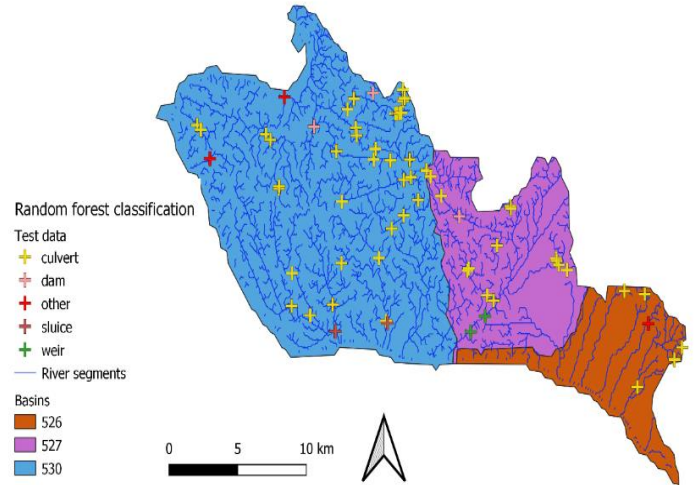 Random forest classification
Test data
culvert
dam
other
sluice
weir
River segments
Basins
526
527
530
0 5 10 km